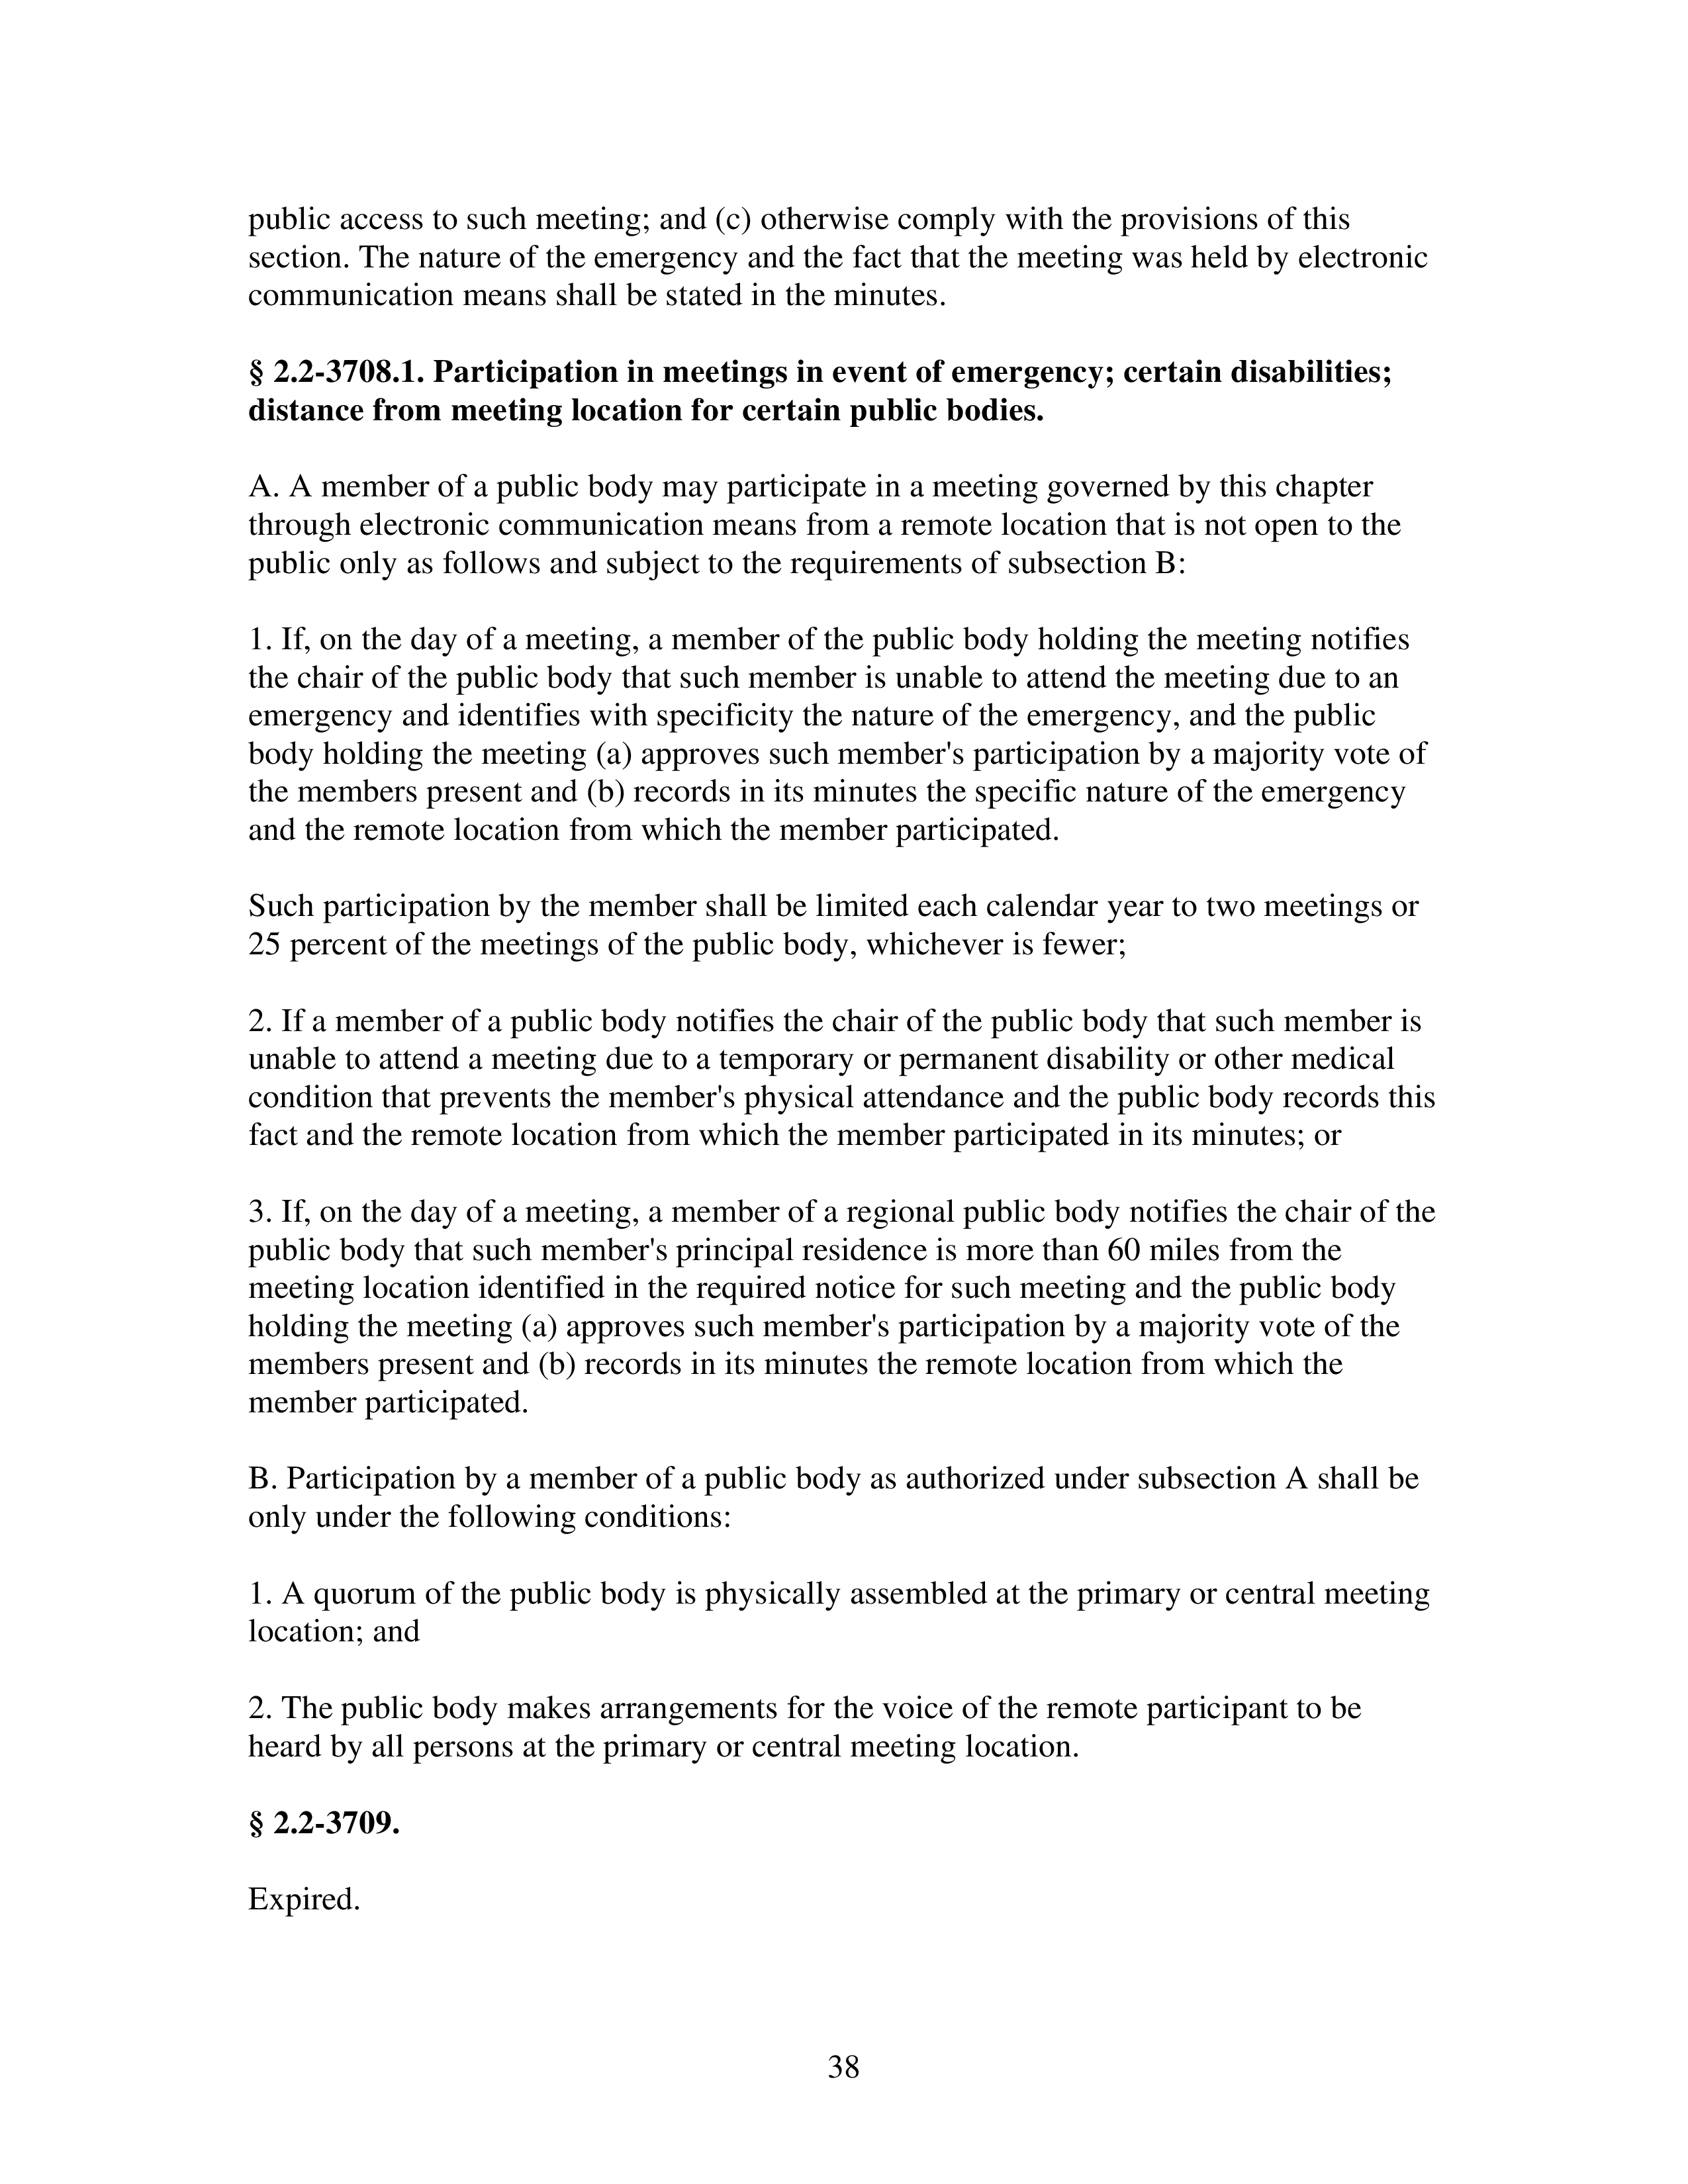 public access to such meeting; and (c) otherwise comply with the provisions of this
section. The nature of the emergency and the fact that the meeting was held by electronic
communication means shall be stated in the minutes.
§ 2.2-3708.1. Participation in meetings in event of emergency; certain disabilities;
distance from meeting location for certain public bodies.
A. A member of a public body may participate in a meeting governed by this chapter
through electronic communication means from a remote location that is not open to the
public only as follows and subject to the requirements of subsection B:
1. If, on the day of a meeting, a member of the public body holding the meeting notifies
the chair of the public body that such member is unable to attend the meeting due to an
emergency and identifies with specificity the nature of the emergency, and the public
body holding the meeting (a) approves such member's participation by a majority vote of
the members present and (b) records in its minutes the specific nature of the emergency
and the remote location from which the member participated.
Such participation by the member shall be limited each calendar year to two meetings or
25 percent of the meetings of the public body, whichever is fewer;
2. If a member of a public body notifies the chair of the public body that such member is
unable to attend a meeting due to a temporary or permanent disability or other medical
condition that prevents the member's physical attendance and the public body records this
fact and the remote location from which the member participated in its minutes; or
3. If, on the day of a meeting, a member of a regional public body notifies the chair of the
public body that such member's principal residence is more than 60 miles from the
meeting location identified in the required notice for such meeting and the public body
holding the meeting (a) approves such member's participation by a majority vote of the
members present and (b) records in its minutes the remote location from which the
member participated.
B. Participation by a member of a public body as authorized under subsection A shall be
only under the following conditions:
1. A quorum of the public body is physically assembled at the primary or central meeting
location; and
2. The public body makes arrangements for the voice of the remote participant to be
heard by all persons at the primary or central meeting location.
§ 2.2-3709.
Expired.
38